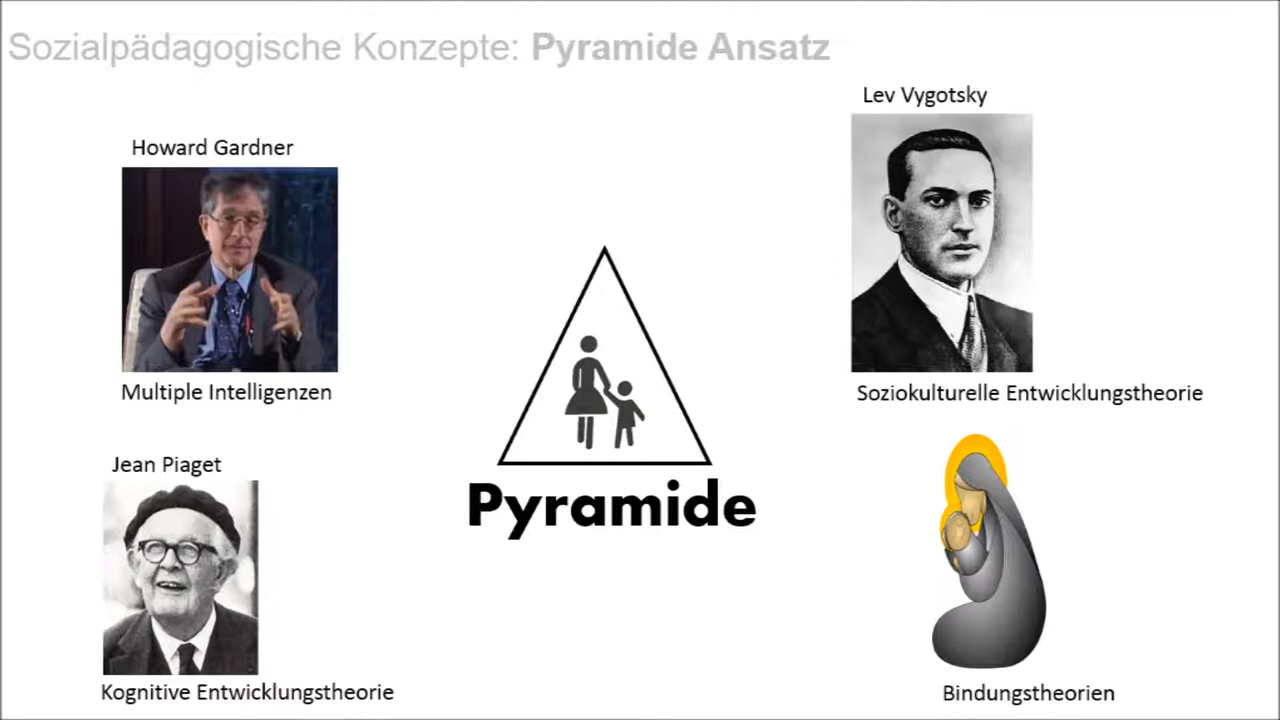 Sozialpädagogische Konzepte: Pyramide Ansatz
Lev Vygotsky
Howard Gardner
Multiple Intelligenzen
Soziokulturelle Entwicklungstheorie
Jean Piaget
Pyramide
Kognitive Entwicklungstheorie
Bindungstheorien